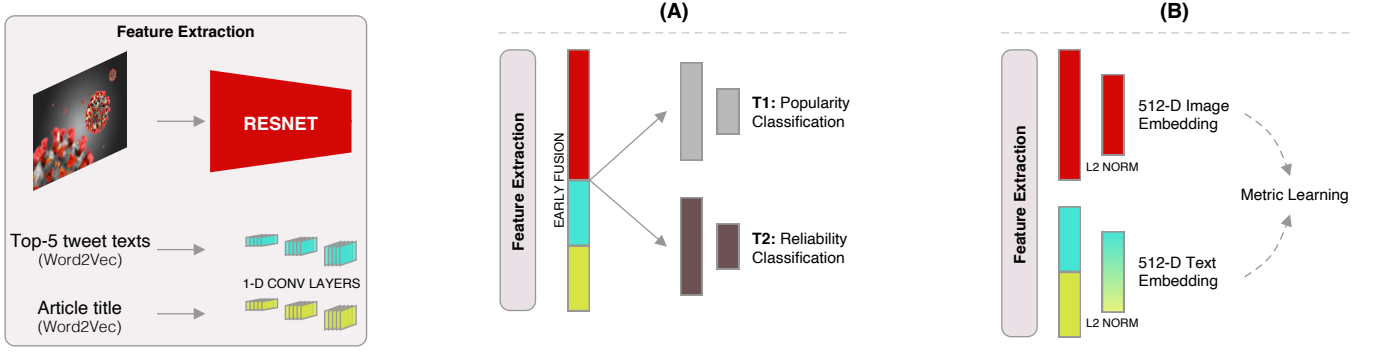 Feature Extraction
RESNET
Top-5 tweet texts
(Word2Vec)
1-D CONV LAYERS
Article title
(Word2Vec)
(A)
Feature Extraction
EARLY FUSION
T1: Popularity
Classification
T2: Reliability
Classification
(B)
Feature Extraction
512-D Image
Embedding
L2 NORM
Metric Learning
512-D Text
Embedding
L2 NORM